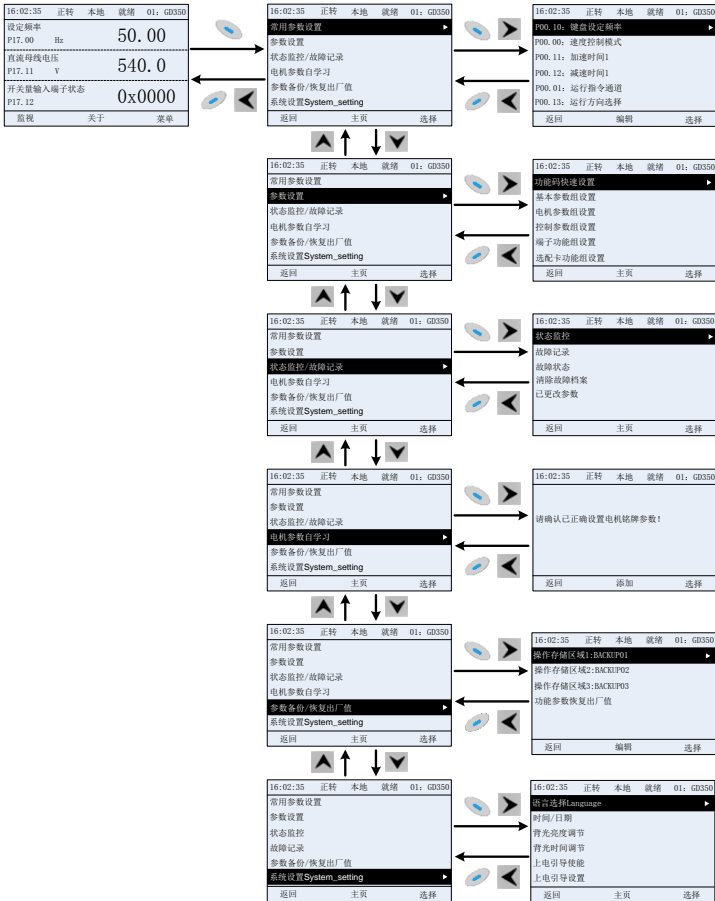 16:02:35 正转 本地 就绪 01: GD350
设定频率
P17.00 Hz 50.00
直流母线电压
P17.11 V 540.0
开关量输入端子状态
P17.12 0x0000
监视 关于 菜单
16:02:35 正转 本地 就绪 01: GD350
常用参数设置
参数设置
状态监控/故障记录
电机参数自学习
参数备份/恢复出厂值
系统设置System_setting
返回 主页 选择
16:02:35 正转 本地 就绪 01: GD350
P00.10: 键盘设定频率
P00.00: 速度控制模式
P00.11: 加速时间1
P00.12: 减速时间1
P00.01: 运行指令通道
P00.13: 运行方向选择
返回 编辑 选择
16:02:35 正转 本地 就绪 01: GD350
常用参数设置
参数设置
状态监控/故障记录
电机参数自学习
参数备份/恢复出厂值
系统设置System_setting
返回 主页 选择
16:02:35 正转 本地 就绪 01: GD350
功能码快速设置
基本参数组设置
电机参数组设置
控制参数组设置
端子功能组设置
选配卡功能组设置
返回 主页 选择
16:02:35 正转 本地 就绪 01: GD350
常用参数设置
参数设置
状态监控/故障记录
电机参数自学习
参数备份/恢复出厂值
系统设置System_setting
返回 主页 选择
16:02:35 正转 本地 就绪 01: GD350
状态监控
故障记录
故障状态
清除故障档案
已更改参数
返回 主页 选择
16:02:35 正转 本地 就绪 01: GD350
常用参数设置
参数设置
状态监控/故障记录
电机参数自学习
参数备份/恢复出厂值
系统设置System_setting
返回 主页 选择
16:02:35 正转 本地 就绪 01: GD350
请确认已正确设置电机铭牌参数!
返回 添加 选择
16:02:35 正转 本地 就绪 01: GD350
常用参数设置
参数设置
状态监控/故障记录
电机参数自学习
参数备份/恢复出厂值
系统设置System_setting
返回 主页 选择
16:02:35 正转 本地 就绪 01: GD350
操作存储区域1:BACKUP01
操作存储区域2:BACKUP02
操作存储区域3:BACKUP03
功能参数恢复出厂值
返回 编辑 选择
16:02:35 正转 本地 就绪 01: GD350
常用参数设置
参数设置
状态监控
故障记录
参数备份/恢复出厂值
系统设置System_setting
返回 主页 选择
16:02:35 正转 本地 就绪 01: GD350
语言选择Language
时间/日期
背光亮度调节
背光时间调节
上电引导使能
上电引导设置
返回 主页 选择